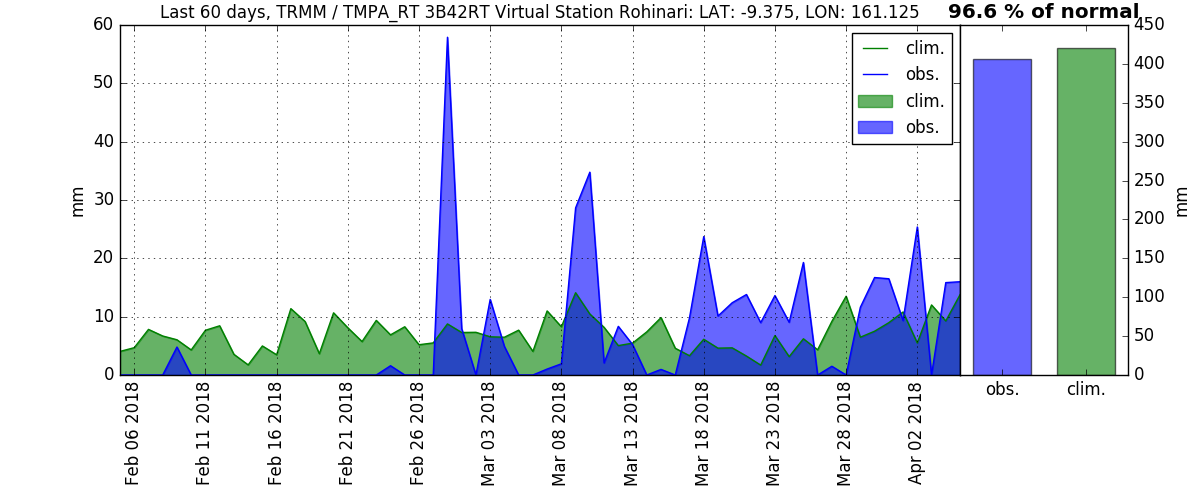 Last 60 days, TRMM / TMPA_RT 3B42RT Virtual Station Rohinari: LAT: -9.375, LON: 161.125
96.6 % of normal
60
50
40
30
20
10
0
mm
clim.
obs.
clim.
obs.
Feb 06 2018
Feb 11 2018
Feb 16 2018
Feb 21 2018
Feb 26 2018
Mar 03 2018
Mar 08 2018
Mar 13 2018
Mar 18 2018
Mar 23 2018
Mar 28 2018
Apr 02 2018
450
400
350
300
250
200
150
100
50
0
mm
obs.
clim.